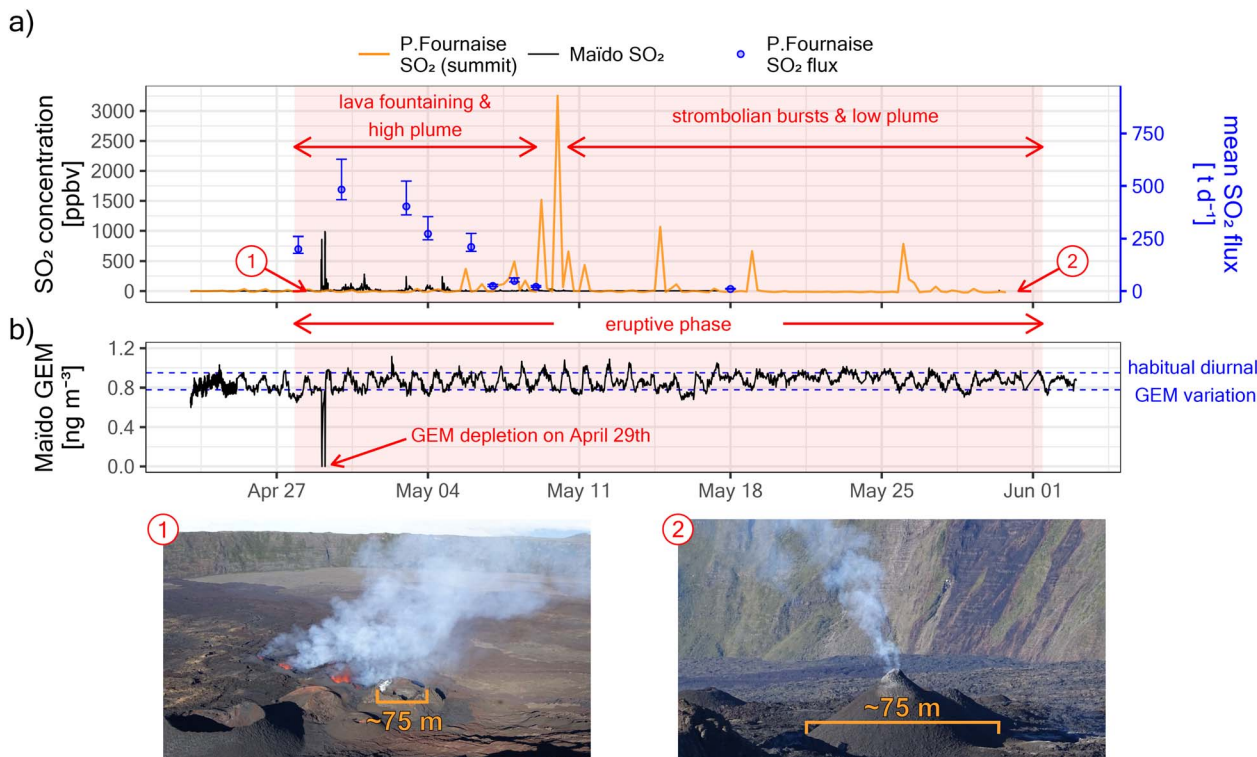 a)
P.Fournaise
SO₂ (summit)
Maïdo SO₂
P.Fournaise
SO₂ flux
SO₂ concentration
[ppbv]
3000
2500
2000
1500
1000
500
0
lava fountaining &
high plume
strombolian bursts & low plume
1
2
750
500
250
0
mean SO₂ flux
[ t d⁻¹]
eruptive phase
b)
Maïdo GEM
[ng m⁻³]
1.2
0.8
0.4
0.0
habitual diurnal
GEM variation
GEM depletion on April 29th
Apr 27
May 04
May 11
May 18
May 25
Jun 01
1
~75 m
2
~75 m